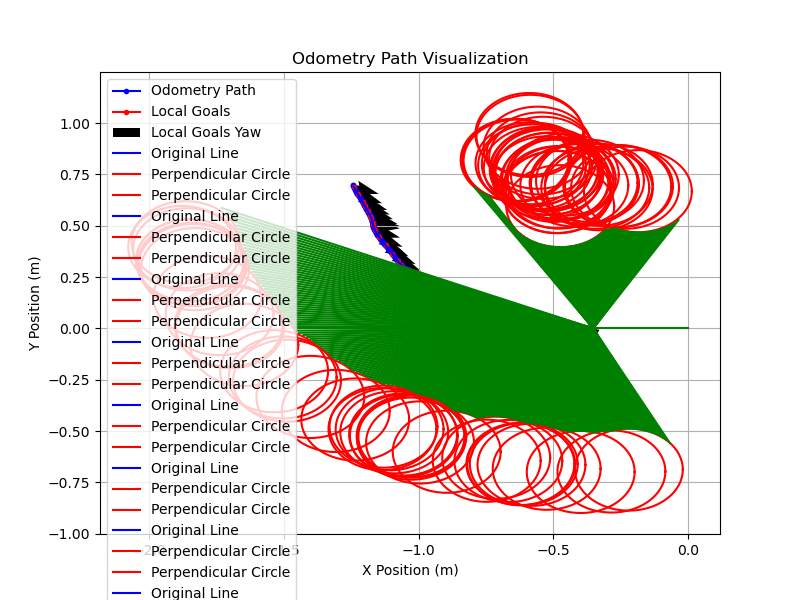 Odometry Path Visualization
Y Position (m)
1.00
0.75
0.50
0.25
0.00
−0.25
−0.50
−0.75
−1.00
Odometry Path
Local Goals
Local Goals Yaw
Original Line
Perpendicular Circle
Perpendicular Circle
Original Line
Perpendicular Circle
Perpendicular Circle
Original Line
Perpendicular Circle
Perpendicular Circle
Original Line
Perpendicular Circle
Perpendicular Circle
Original Line
Perpendicular Circle
Perpendicular Circle
Original Line
Perpendicular Circle
Perpendicular Circle
Original Line
Perpendicular Circle
Perpendicular Circle
Original Line
−1.0
−0.5
0.0
X Position (m)